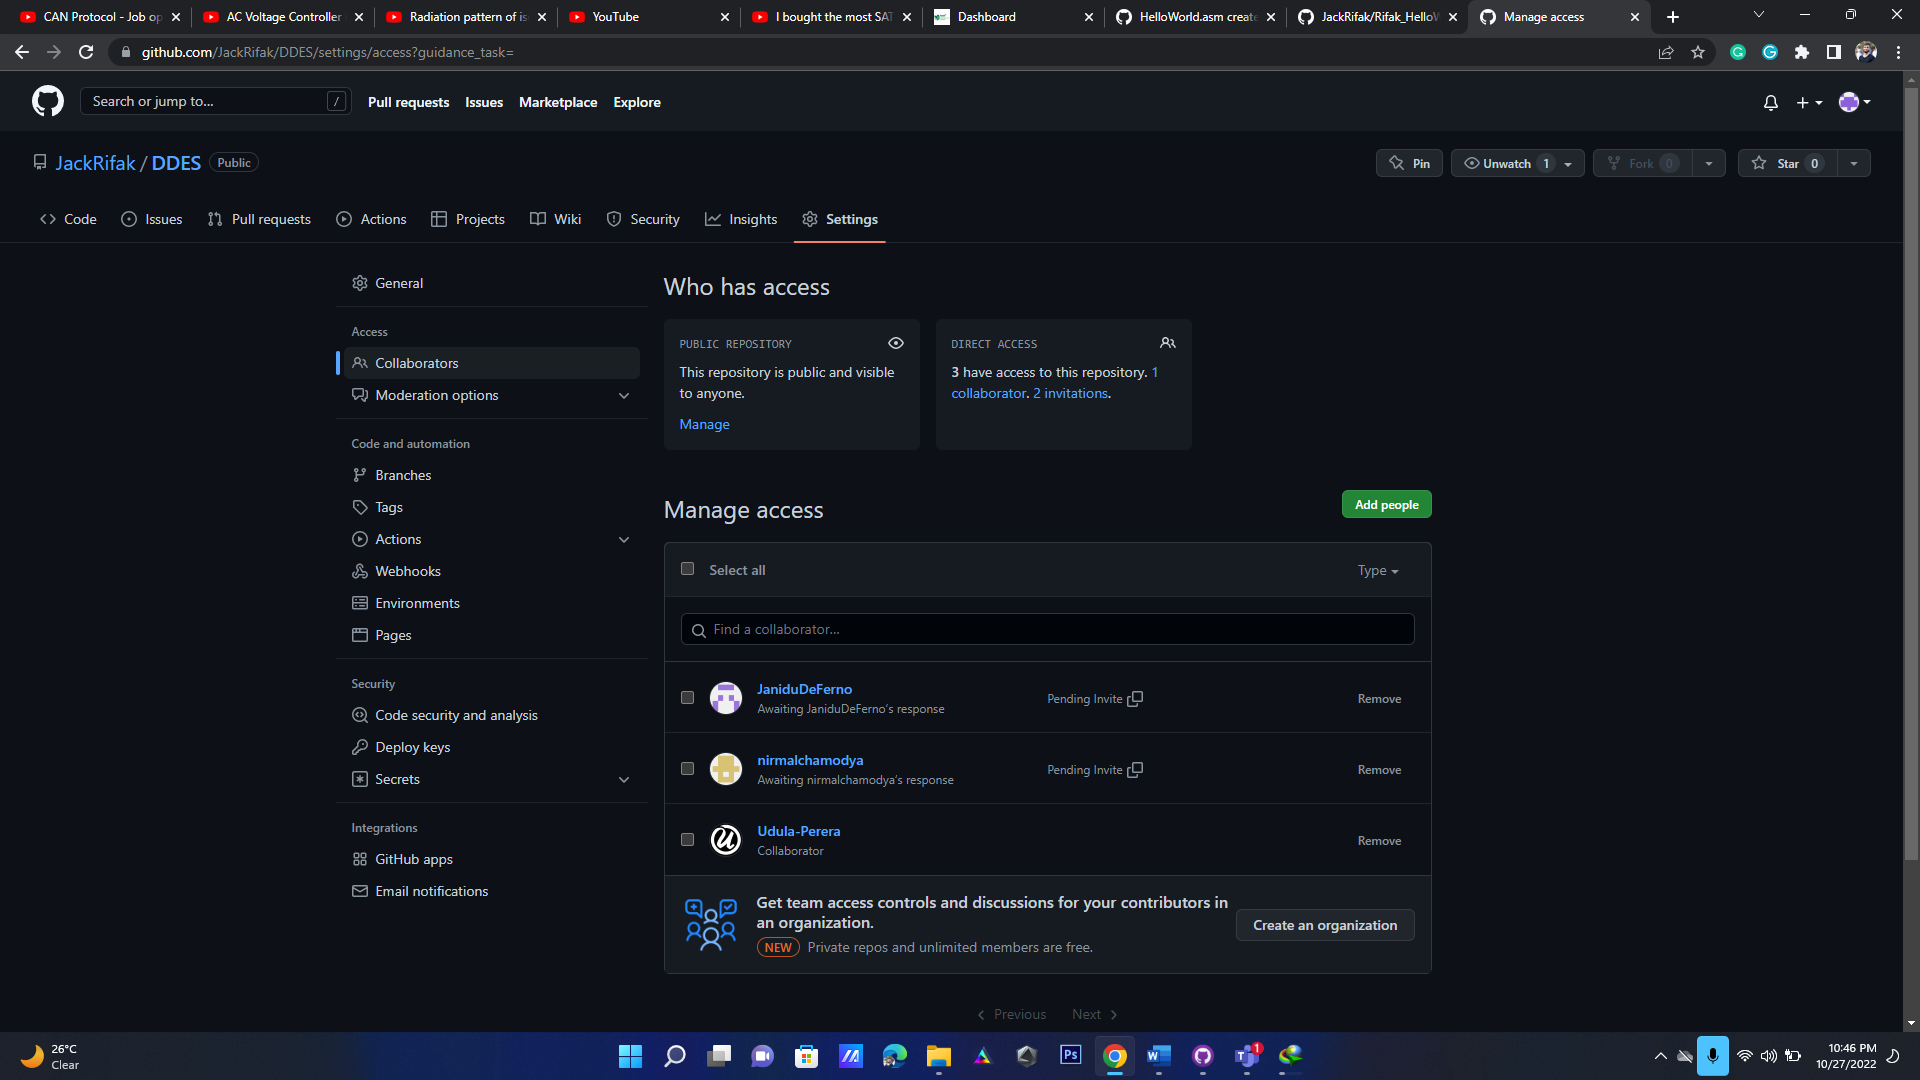 CAN Protocol - Job op
AC Voltage Controller
Radiation pattern of is
YouTube
I bought the most SAT
Dashboard
HelloWorld.asm create
JackRifak/Rifak_HelloW
Manage access
github.com/JackRifak/DDES/settings/access?guidance_task=
Search or jump to...
/
Pull requests
Issues
Marketplace
Explore
JackRifak / DDES
Public
Pin
Unwatch 1
Fork 0
Star 0
Code
Issues
Pull requests
Actions
Projects
Wiki
Security
Insights
Settings
General
Access
Collaborators
Moderation options
Code and automation
Branches
Tags
Actions
Webhooks
Environments
Pages
Security
Code security and analysis
Deploy keys
Secrets
Integrations
GitHub apps
Email notifications
Who has access
PUBLIC REPOSITORY
This repository is public and visible
to anyone.
Manage
DIRECT ACCESS
3 have access to this repository. 1
collaborator. 2 invitations.
Manage access
Add people
Select all
Type
Find a collaborator...
JaniduDeFerno
Awaiting JaniduDeFerno's response
Pending Invite
Remove
nirmalchamodya
Awaiting nirmalchamodya's response
Pending Invite
Remove
Udula-Perera
Collaborator
Remove
Get team access controls and discussions for your contributors in
an organization.
NEW Private repos and unlimited members are free.
Create an organization
Previous
Next
26°C
Clear
Ps
1
10:46 PM
10/27/2022